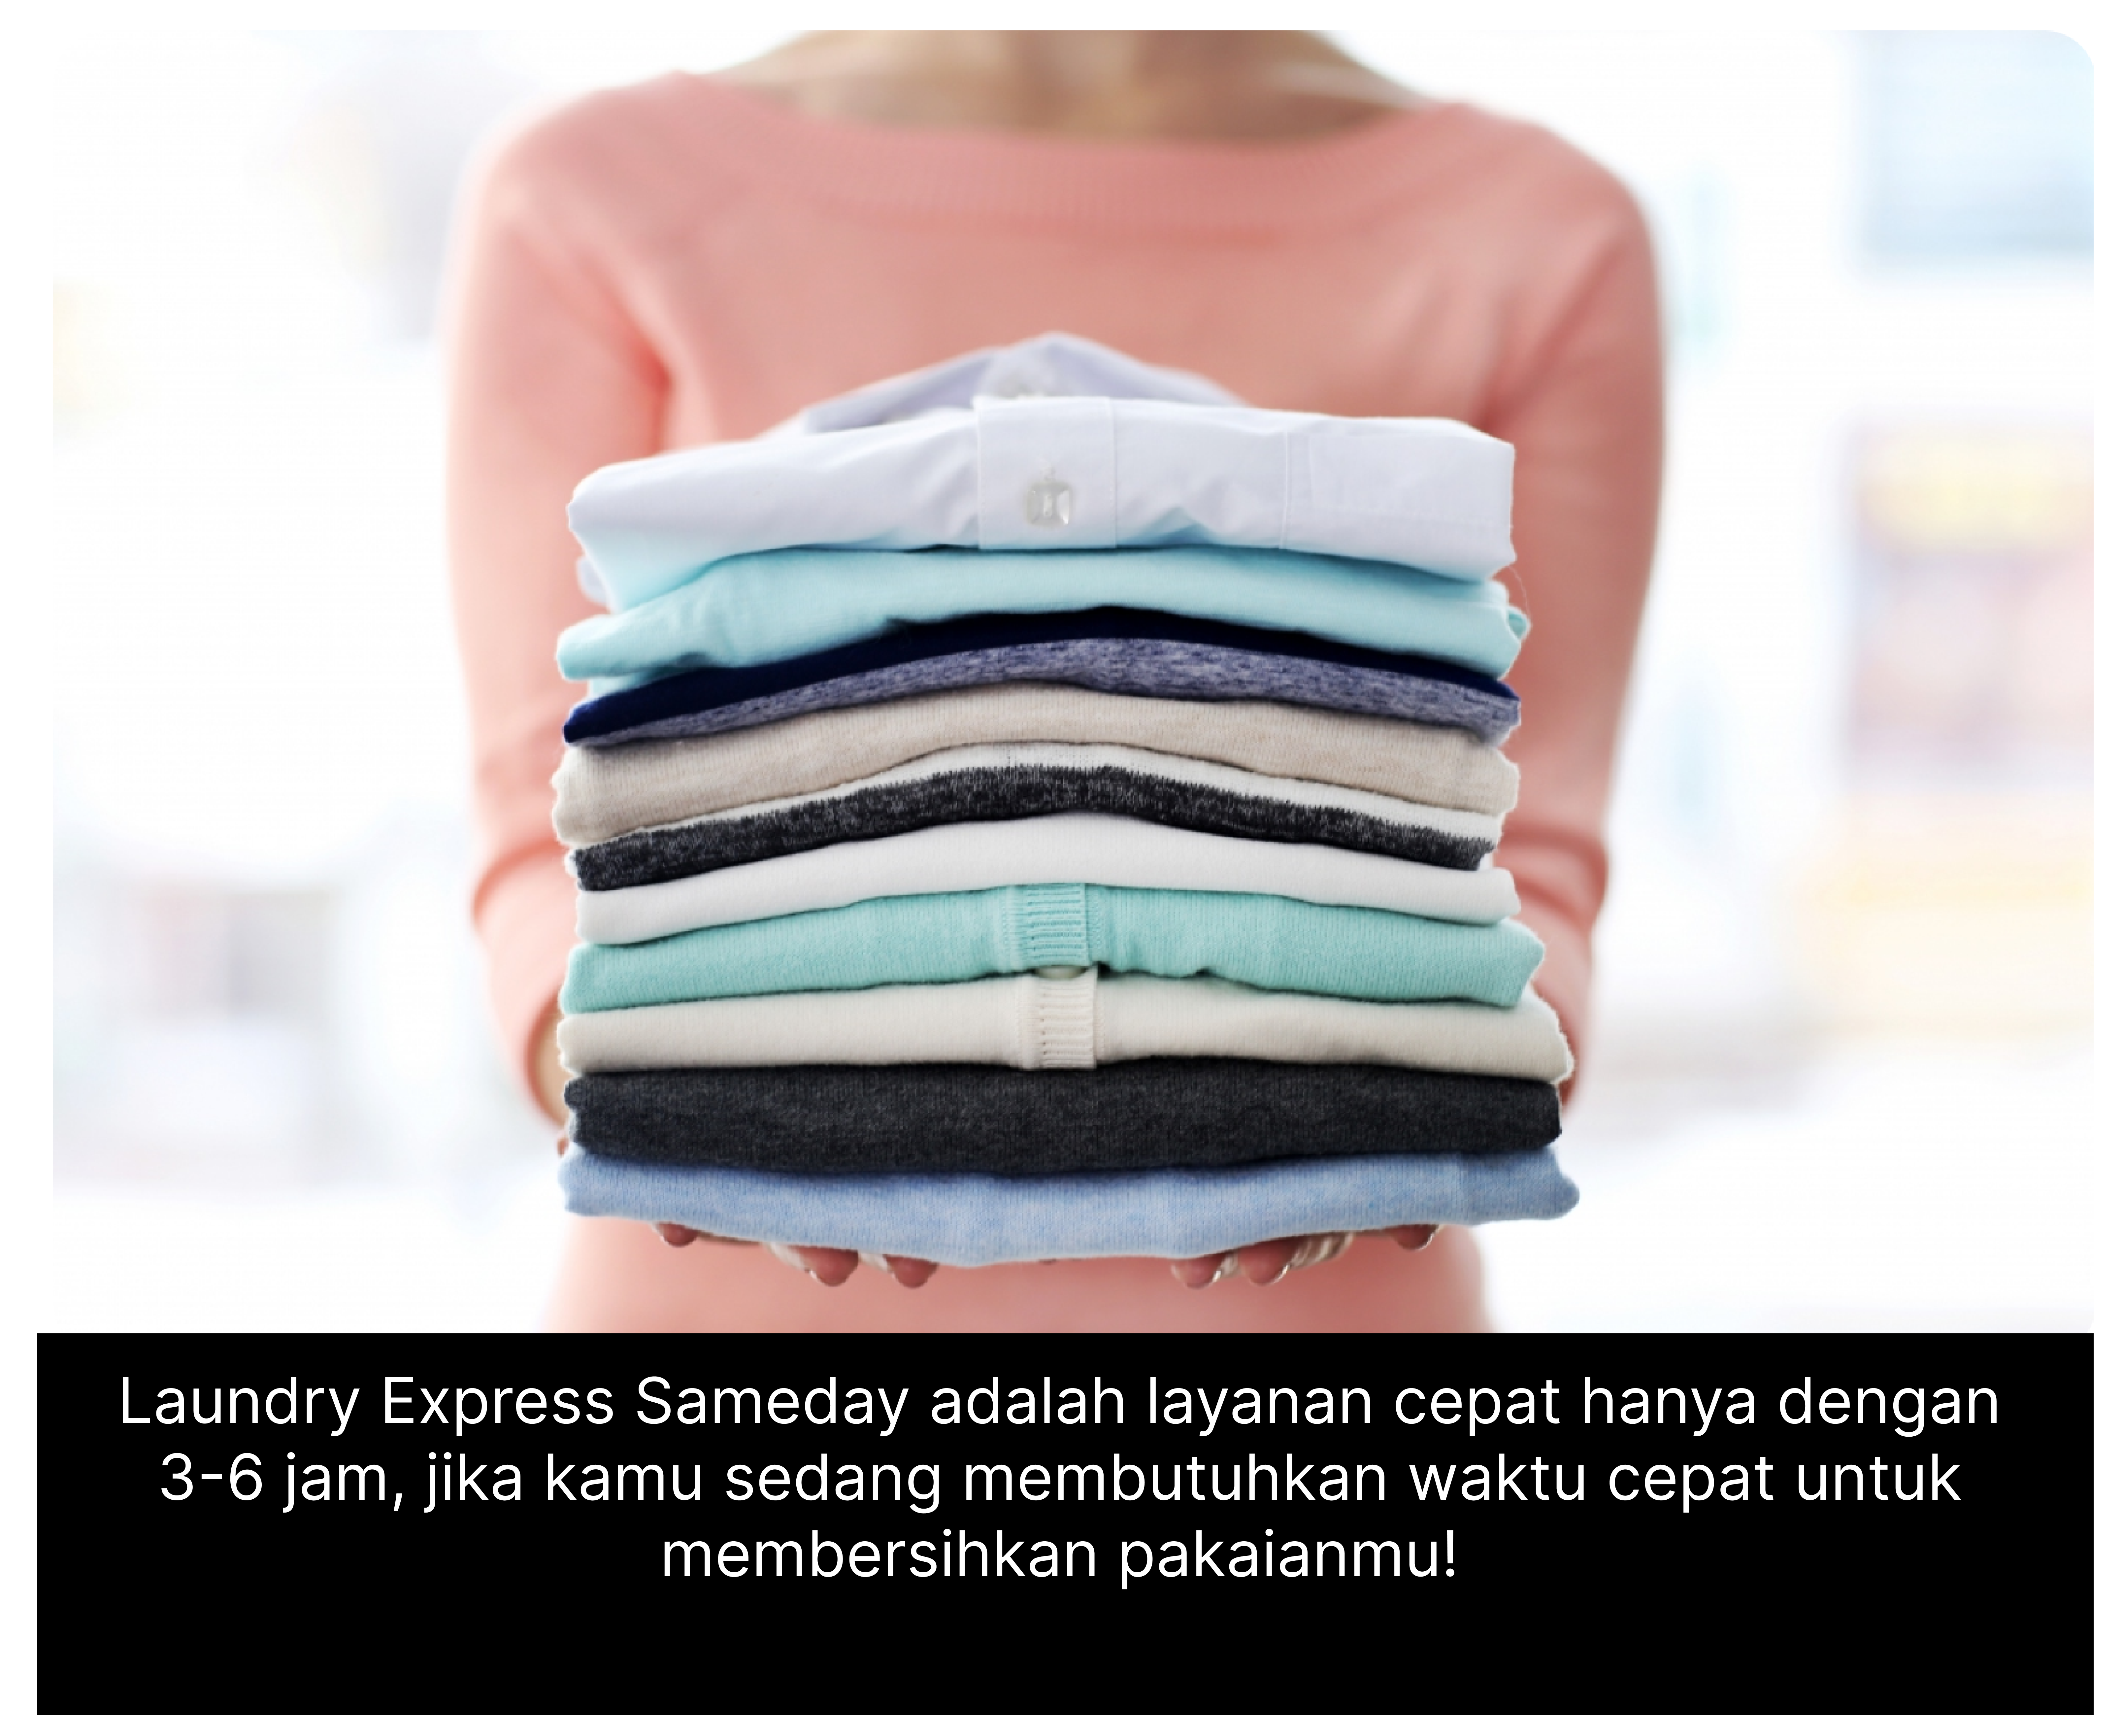 Laundry Express Sameday adalah layanan cepat hanya dengan
3-6 jam, jika kamu sedang membutuhkan waktu cepat untuk
membersihkan pakaianmu!